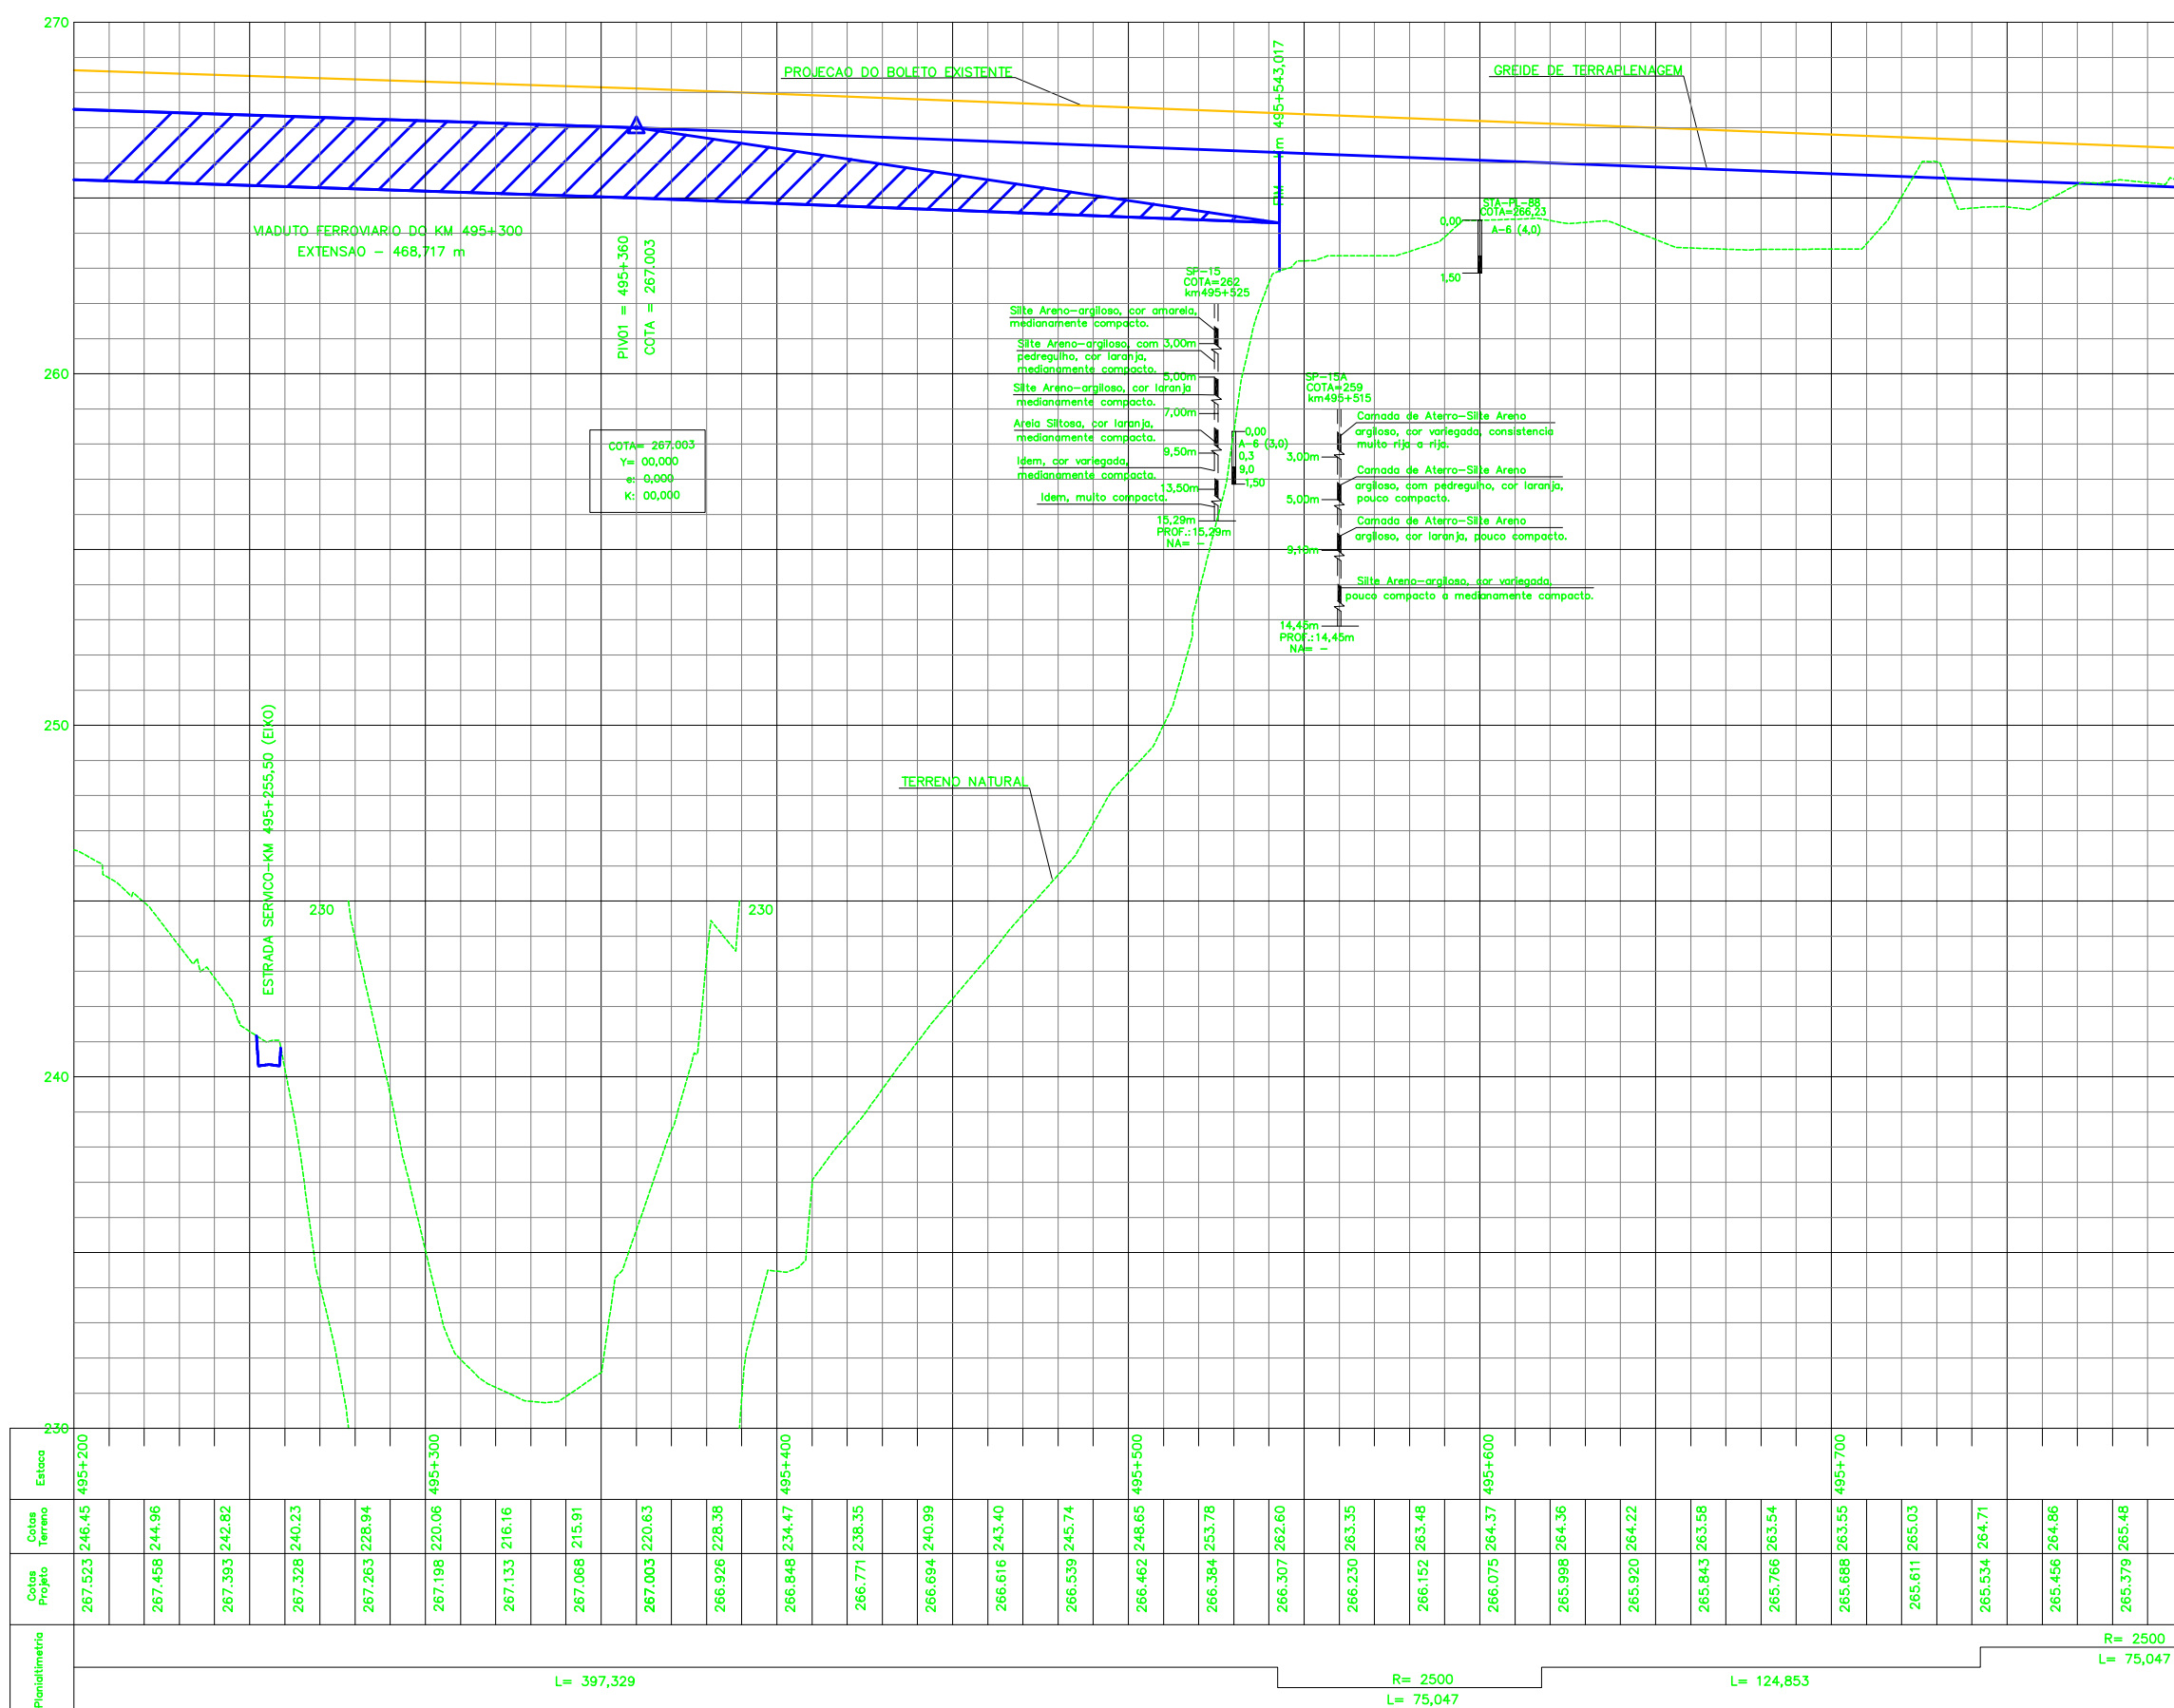 270
PROJECAO DO BOLETO EXISTENTE
GREIDE DE TERRAPLENAGEM
km 495+543,017
FIM
VIADUTO FERROVIARIO DO KM 495+300
EXTENSAO - 468,717 m
PIV01 = 495+360
COTA = 267.003
STA-PL-88
COTA=266,23
0.00
A-6 (4,0)
1,50
SP-15
COTA=262
km495+525
Silte Areno-argiloso, cor amarela,
medianamente compacto.
Silte Areno-argiloso, com
3,00m
pedregulho, cor laranja,
medianamente compacto.
5,00m
Silte Areno-argiloso, cor laranja
medianamente compacto.
7,00m
Areia Siltosa, cor laranja,
medianamente compacto.
9,50m
Idem, cor variegada,
medianamente compacto.
13,50m
Idem, muito compacto.
15,29m
PROF.:15,29m
NA= -
0,00
A-6 (3,0)
0,3
9,0
1,50
260
SP-15A
COTA=259
km495+515
Camada de Aterro-Silte Areno
argiloso, cor variegada, consistencia
muito rija a rija.
3,00m
Camada de Aterro-Silte Areno
argiloso, com pedregulho, cor laranja,
pouco compacto.
5,00m
Camada de Aterro-Silte Areno
argiloso, cor laranja, pouco compacto.
9,10m
Silte Areno-argiloso, cor variegada,
pouco compacto a medianamente compacto.
14,45m
PROF.:14,45m
NA= -
COTA= 267.003
Y= 00,000
e: 0,000
K: 00,000
250
ESTRADA SERVICO-KM 495+255,50 (EIXO)
TERRENO NATURAL
230
230
240
230
Estaca
495+200
495+300
495+400
495+500
495+600
495+700
Cotas
Terreno
246.45
244.96
242.82
240.23
228.94
220.06
216.16
215.91
220.63
228.38
234.47
238.35
240.99
243.40
245.74
248.65
253.78
262.60
263.35
263.48
264.37
264.36
264.22
263.58
263.54
263.55
265.03
264.71
264.86
265.48
Cotas
Projeto
267.523
267.458
267.393
267.328
267.263
267.198
267.133
267.068
267.003
266.926
266.848
266.771
266.694
266.616
266.539
266.462
266.384
266.307
266.230
266.152
266.075
265.998
265.920
265.843
265.766
265.688
265.611
265.534
265.456
265.379
Planialtimetria
L= 397,329
R= 2500
L= 75,047
L= 124,853
R= 2500
L= 75,047